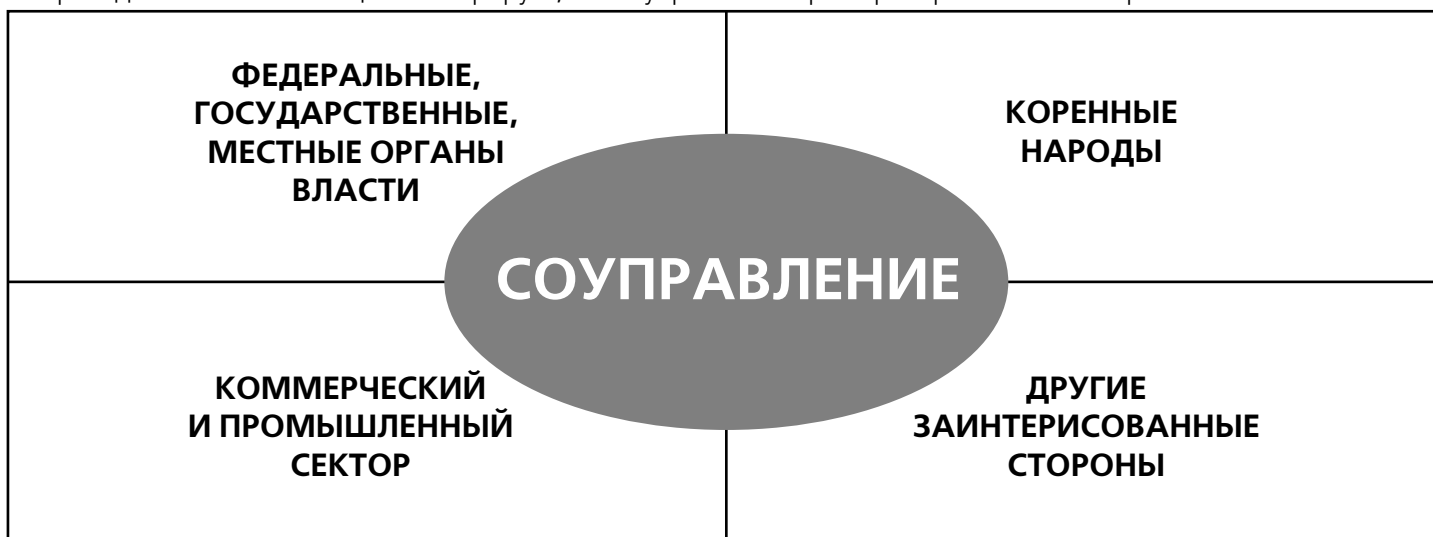 ФЕДЕРАЛЬНЫЕ,
ГОСУДАРСТВЕННЫЕ,
МЕСТНЫЕ ОРГАНЫ
ВЛАСТИ
КОРЕННЫЕ
НАРОДЫ
СОУПРАВЛЕНИЕ
КОММЕРЧЕСКИЙ
И ПРОМЫШЛЕННЫЙ
СЕКТОР
ДРУГИЕ
ЗАИНТЕРИСОВАННЫЕ
СТОРОНЫ